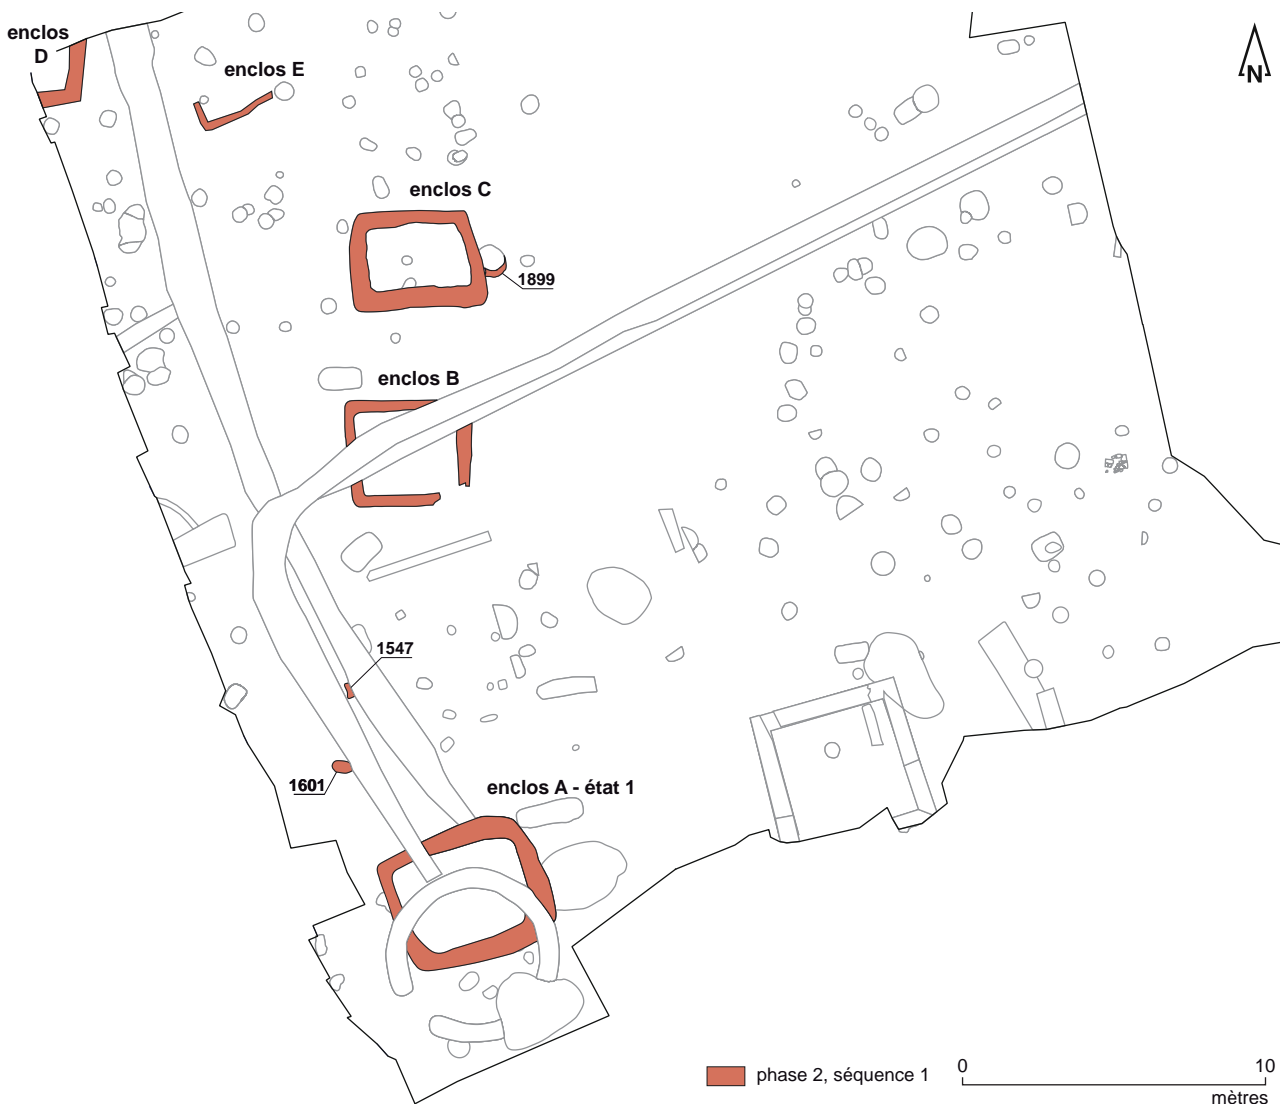 enclos
D
enclos E
N
enclos C
1899
enclos B
1547
1601
enclos A - état 1
phase 2, séquence 1
0
10
mètres